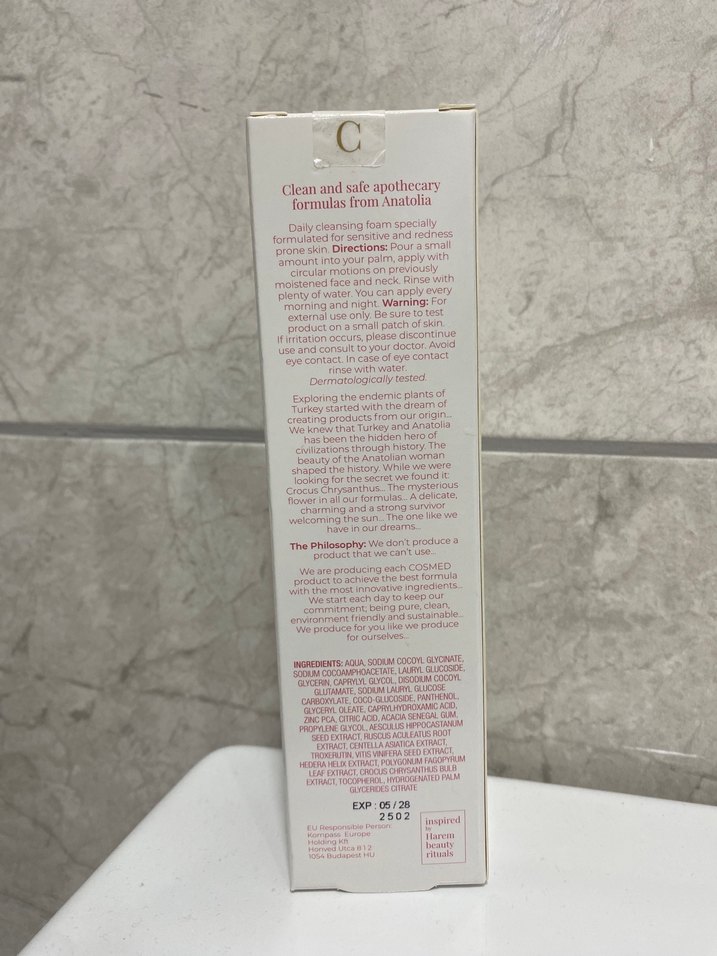 C
Clean and safe apothecary
formulas from Anatolia
Daily cleansing foam specially
formulated for sensitive and redness
prone skin. Directions: Pour a small
amount into your palm, apply with
circular motions on previously
moistened face and neck. Rinse with
plenty of water. You can apply every
morning and night. Warning: For
external use only. Be sure to test
product on a small patch of skin.
If irritation occurs, please discontinue
use and consult to your doctor. Avoid
eye contact. In case of eye contact
rinse with water.
Dermatologically tested.
Exploring the endemic plants of
Turkey started with the dream of
creating products from our origin...
We knew that Turkey and Anatolia
has been the hidden hero of
civilizations through history. The
beauty of the Anatolian woman
shaped the history. While we were
looking for the secret we found it:
Crocus Chrysanthus... The mysterious
flower in all our formulas... A delicate,
charming and a strong survivor
welcoming the sun... The one like we
have in our dreams...
The Philosophy: We don't produce a
product that we can't use...
We are producing each COSMED
product to achieve the best formula
with the most innovative ingredients...
We start each day to keep our
commitment; being pure, clean,
environment friendly and sustainable...
We produce for you like we produce
for ourselves...
INGREDIENTS: AQUA, SODIUM COCOYL GLYCINATE,
SODIUM COCOAMPHOACETATE, LAURYL GLUCOSIDE,
GLYCERIN, CAPRYLYL GLYCOL, DISODIUM COCOYL
GLUTAMATE, SODIUM LAURYL GLUCOSE
CARBOXYLATE, COCO-GLUCOSIDE, PANTHENOL,
GLYCERYL OLEATE, CAPRYLHYDROXAMIC ACID,
ZINC PCA, CITRIC ACID, ACACIA SENEGAL GUM,
PROPYLENE GLYCOL, AESCULUS HIPPOCASTANUM
SEED EXTRACT, RUSCUS ACULEATUS ROOT
EXTRACT, CENTELLA ASIATICA EXTRACT,
TROXERUTIN, VITIS VINIFERA SEED EXTRACT,
HEDERA HELIX EXTRACT, POLYGONUM FAGOPYRUM
LEAF EXTRACT, CROCUS CHRYSANTHUS BULB
EXTRACT, TOCOPHEROL, HYDROGENATED PALM
GLYCERIDES CITRATE
EXP : 05 / 28
2502
EU Responsible Person:
Kompass Europe
Holding Kft
Honved Utca 8 1 2
1054 Budapest HU
inspired
by
Harem
beauty
rituals